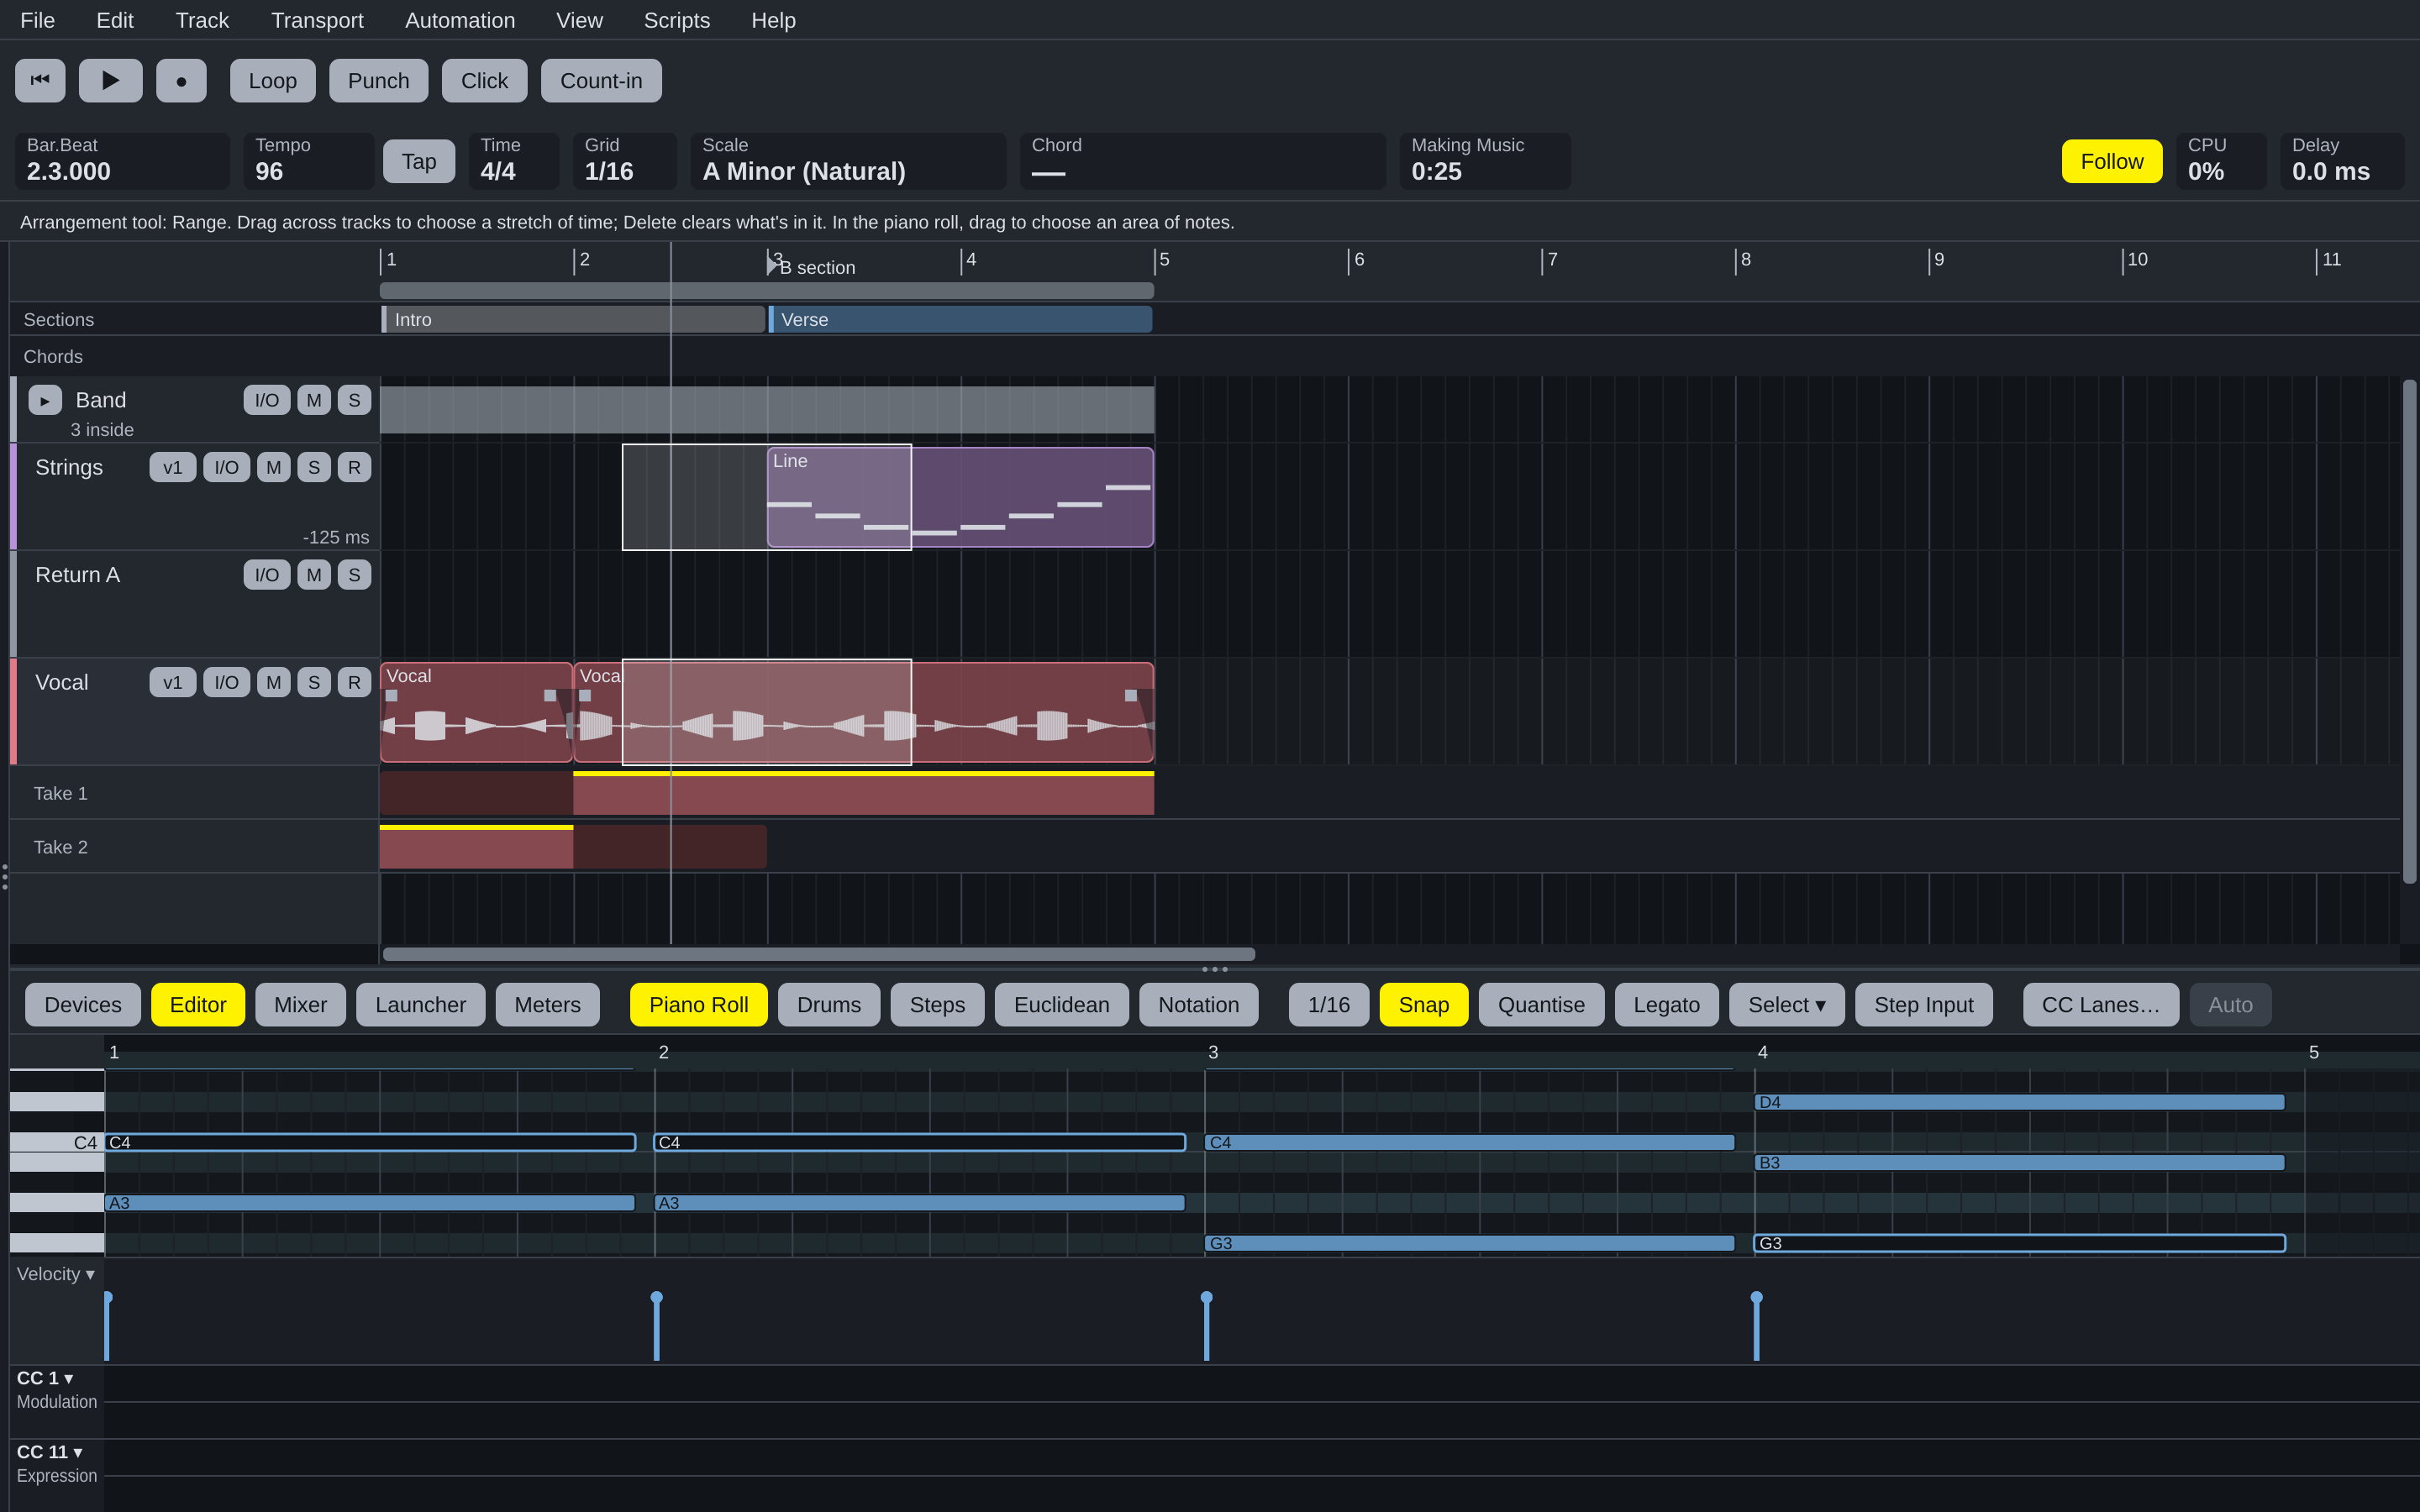 File Edit Track Transport Automation View Scripts Help
Loop Punch Click Count-in
Bar.Beat Tempo Time Grid Scale Chord Making Music CPU Delay
2.3.000 96 Tap 4/4 1/16 A Minor (Natural) — 0:25 Follow 0% 0.0 ms
Arrangement tool: Range. Drag across tracks to choose a stretch of time; Delete clears what's in it. In the piano roll, drag to choose an area of notes.
1 2 3 4 5 6 7 8 9 10 11
B section
Sections Intro Verse
Chords
Band I/O M S
3 inside
Strings v1 I/O M S R Line
-125 ms
Return A I/O M S
Vocal v1 I/O M S R Vocal Vocal
Take 1
Take 2
Devices Editor Mixer Launcher Meters Piano Roll Drums Steps Euclidean Notation 1/16 Snap Quantise Legato Select ▾ Step Input CC Lanes… Auto
1 2 3 4 5
D4
C4 C4 C4 C4
B3
A3 A3
G3 G3
Velocity ▾
CC 1 ▾
Modulation
CC 11 ▾
Expression